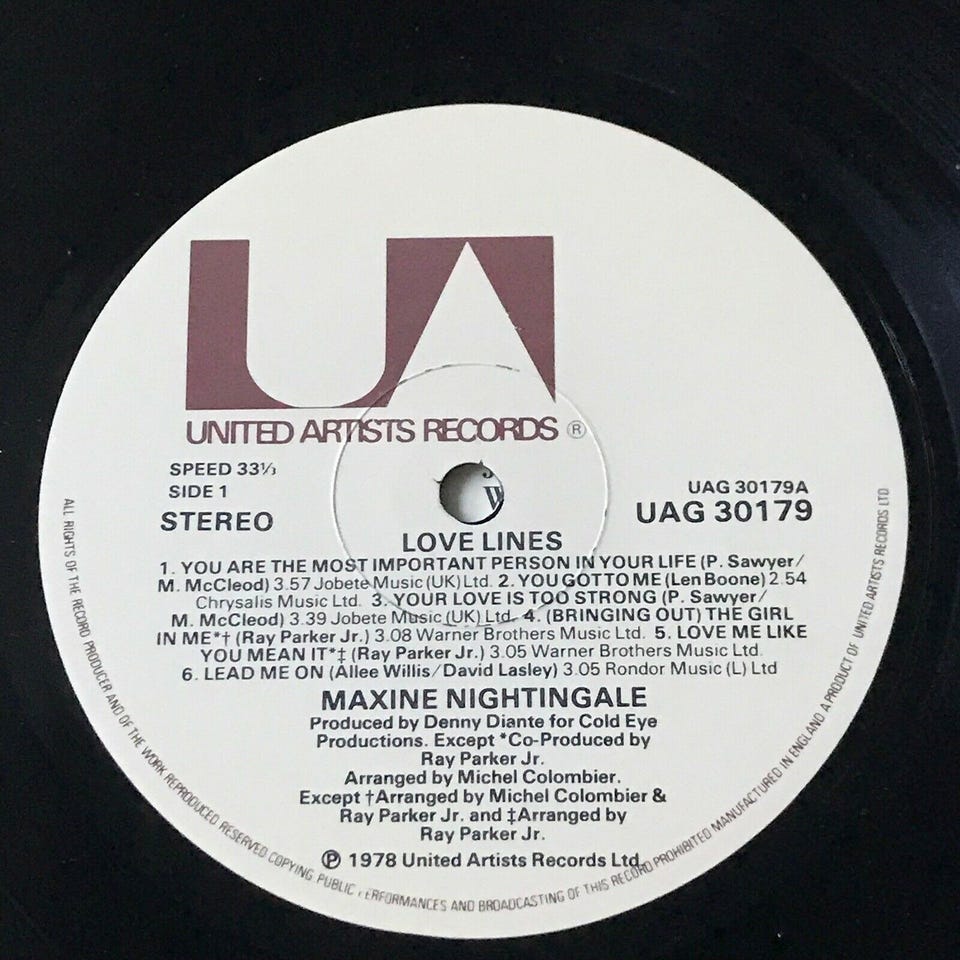 UA
UNITED ARTISTS RECORDS ®
SPEED 33⅓
SIDE 1
STEREO
UAG 30179A
UAG 30179
LOVE LINES
1. YOU ARE THE MOST IMPORTANT PERSON IN YOUR LIFE (P. Sawyer/
M. McCleod) 3.57 Jobete Music (UK) Ltd. 2. YOU GOT TO ME (Len Boone) 2.54
Chrysalis Music Ltd. 3. YOUR LOVE IS TOO STRONG (P. Sawyer/
M. McCleod) 3.39 Jobete Music (UK) Ltd. 4. (BRINGING OUT) THE GIRL
IN ME*† (Ray Parker Jr.) 3.08 Warner Brothers Music Ltd. 5. LOVE ME LIKE
YOU MEAN IT*‡ (Ray Parker Jr.) 3.05 Warner Brothers Music Ltd.
6. LEAD ME ON (Allee Willis/David Lasley) 3.05 Rondor Music (L) Ltd
MAXINE NIGHTINGALE
Produced by Denny Diante for Cold Eye
Productions. Except *Co-Produced by
Ray Parker Jr.
Arranged by Michel Colombier.
Except †Arranged by Michel Colombier &
Ray Parker Jr. and ‡Arranged by
Ray Parker Jr.
℗ 1978 United Artists Records Ltd.
ALL RIGHTS OF THE RECORD PRODUCER AND OF THE WORK REPRODUCED RESERVED COPYING, PUBLIC PERFORMANCES AND BROADCASTING OF THIS RECORD PROHIBITED MANUFACTURED IN ENGLAND A PRODUCT OF UNITED ARTISTS RECORDS LTD